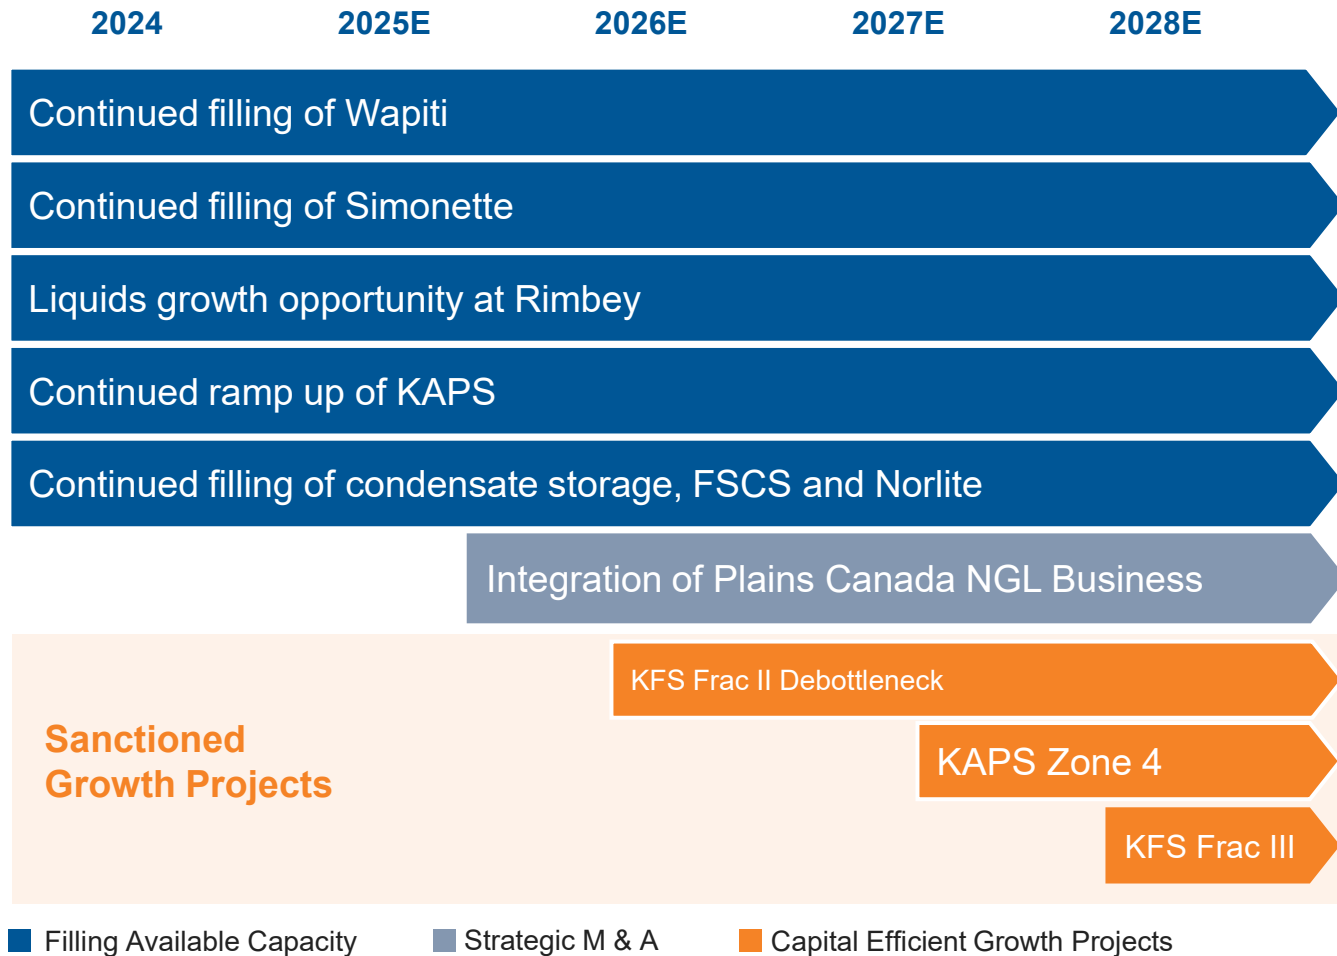 2024 2025E 2026E 2027E 2028E
Continued filling of Wapiti
Continued filling of Simonette
Liquids growth opportunity at Rimbey
Continued ramp up of KAPS
Continued filling of condensate storage, FSCS and Norlite
Integration of Plains Canada NGL Business
KFS Frac II Debottleneck
Sanctioned
Growth Projects
KAPS Zone 4
KFS Frac III
Filling Available Capacity Strategic M & A Capital Efficient Growth Projects